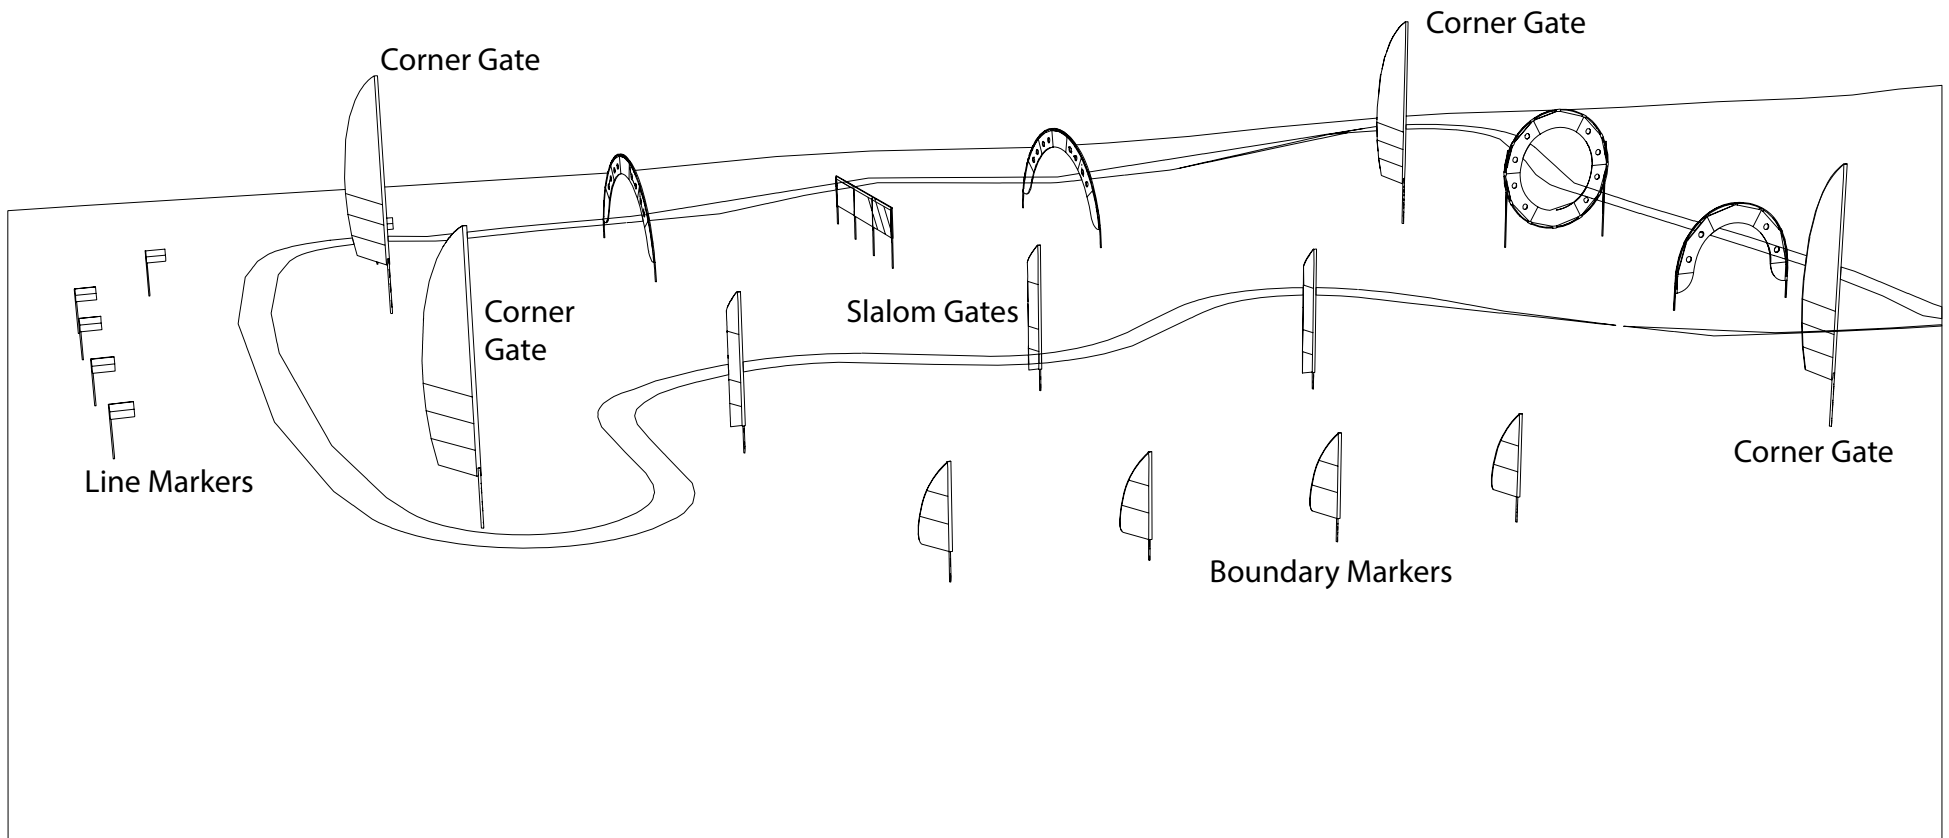 Corner Gate
Corner Gate
Corner
Gate
Slalom Gates
Corner Gate
Line Markers
Boundary Markers